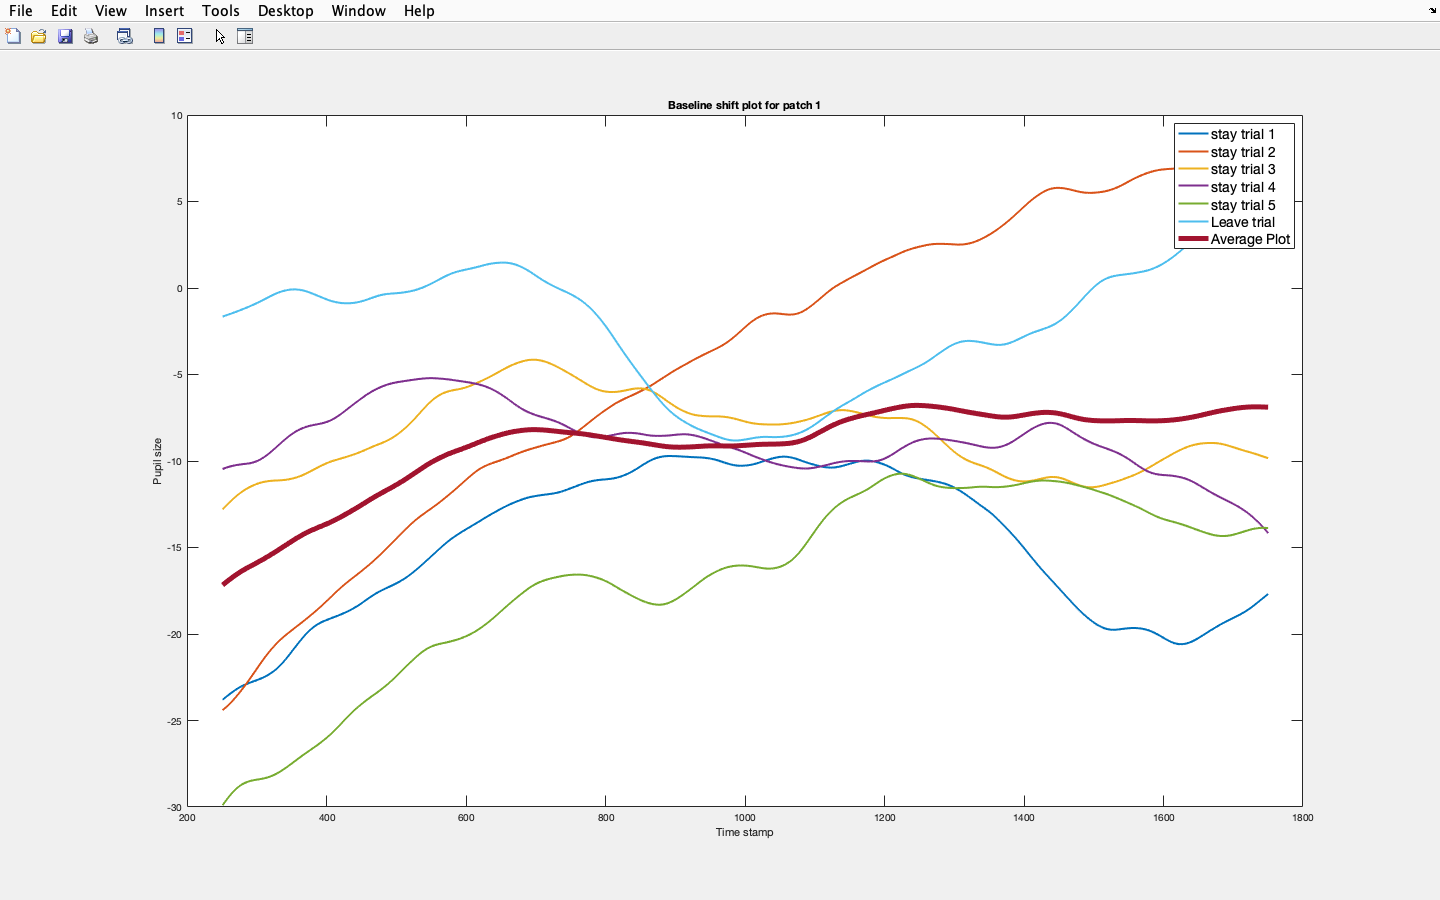 File Edit View Insert Tools Desktop Window Help
Baseline shift plot for patch 1
10
5
0
-5
-10
-15
-20
-25
-30
Pupil size
stay trial 1
stay trial 2
stay trial 3
stay trial 4
stay trial 5
Leave trial
Average Plot
200 400 600 800 1000 1200 1400 1600 1800
Time stamp